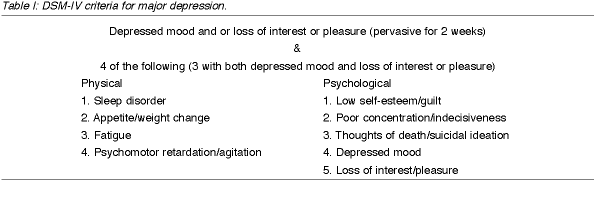 Table I: DSM-IV criteria for major depression.
Depressed mood and or loss of interest or pleasure (pervasive for 2 weeks)
&
4 of the following (3 with both depressed mood and loss of interest or pleasure)
Physical Psychological
1. Sleep disorder 1. Low self-esteem/guilt
2. Appetite/weight change 2. Poor concentration/indecisiveness
3. Fatigue 3. Thoughts of death/suicidal ideation
4. Psychomotor retardation/agitation 4. Depressed mood
5. Loss of interest/pleasure